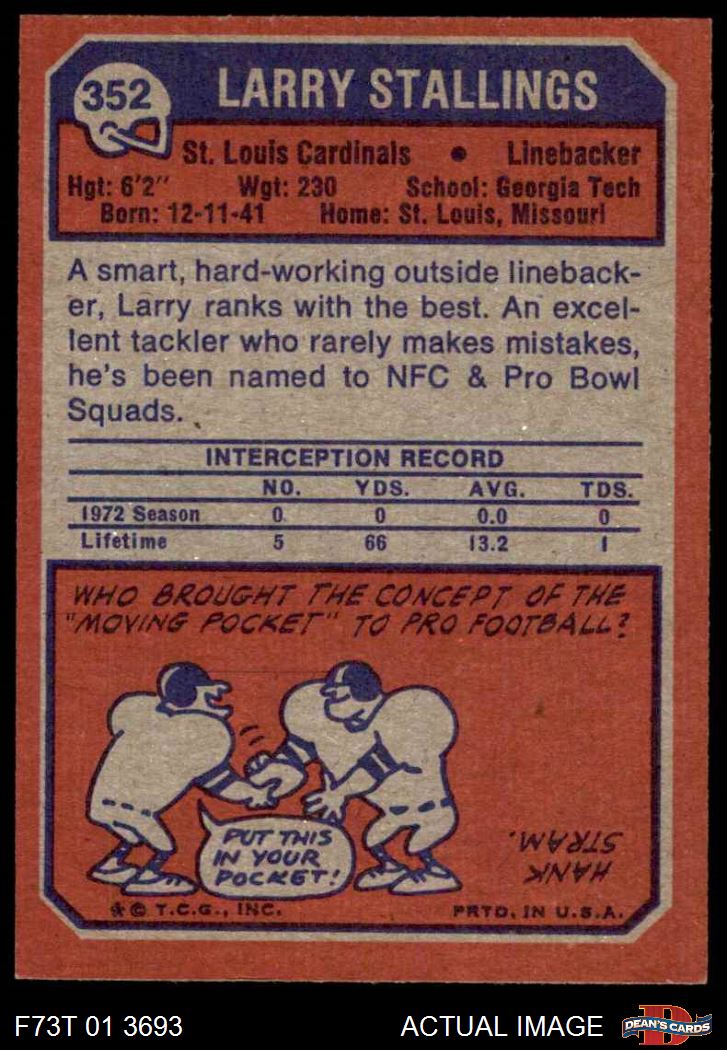 352
LARRY STALLINGS
St. Louis Cardinals • Linebacker
Hgt: 6'2" Wgt: 230 School: Georgia Tech
Born: 12-11-41 Home: St. Louis, Missouri
A smart, hard-working outside lineback-
er, Larry ranks with the best. An excel-
lent tackler who rarely makes mistakes,
he's been named to NFC & Pro Bowl
Squads.
INTERCEPTION RECORD
NO. YDS. AVG. TDS.
1972 Season 0 0 0.0 0
Lifetime 5 66 13.2 1
WHO BROUGHT THE CONCEPT OF THE
"MOVING POCKET" TO PRO FOOTBALL?
PUT THIS
IN YOUR
POCKET!
HANK
STRAM.
* © T.C.G., INC. PRTD. IN U.S.A.
F73T 01 3693 ACTUAL IMAGE
D
DEAN'S CARDS